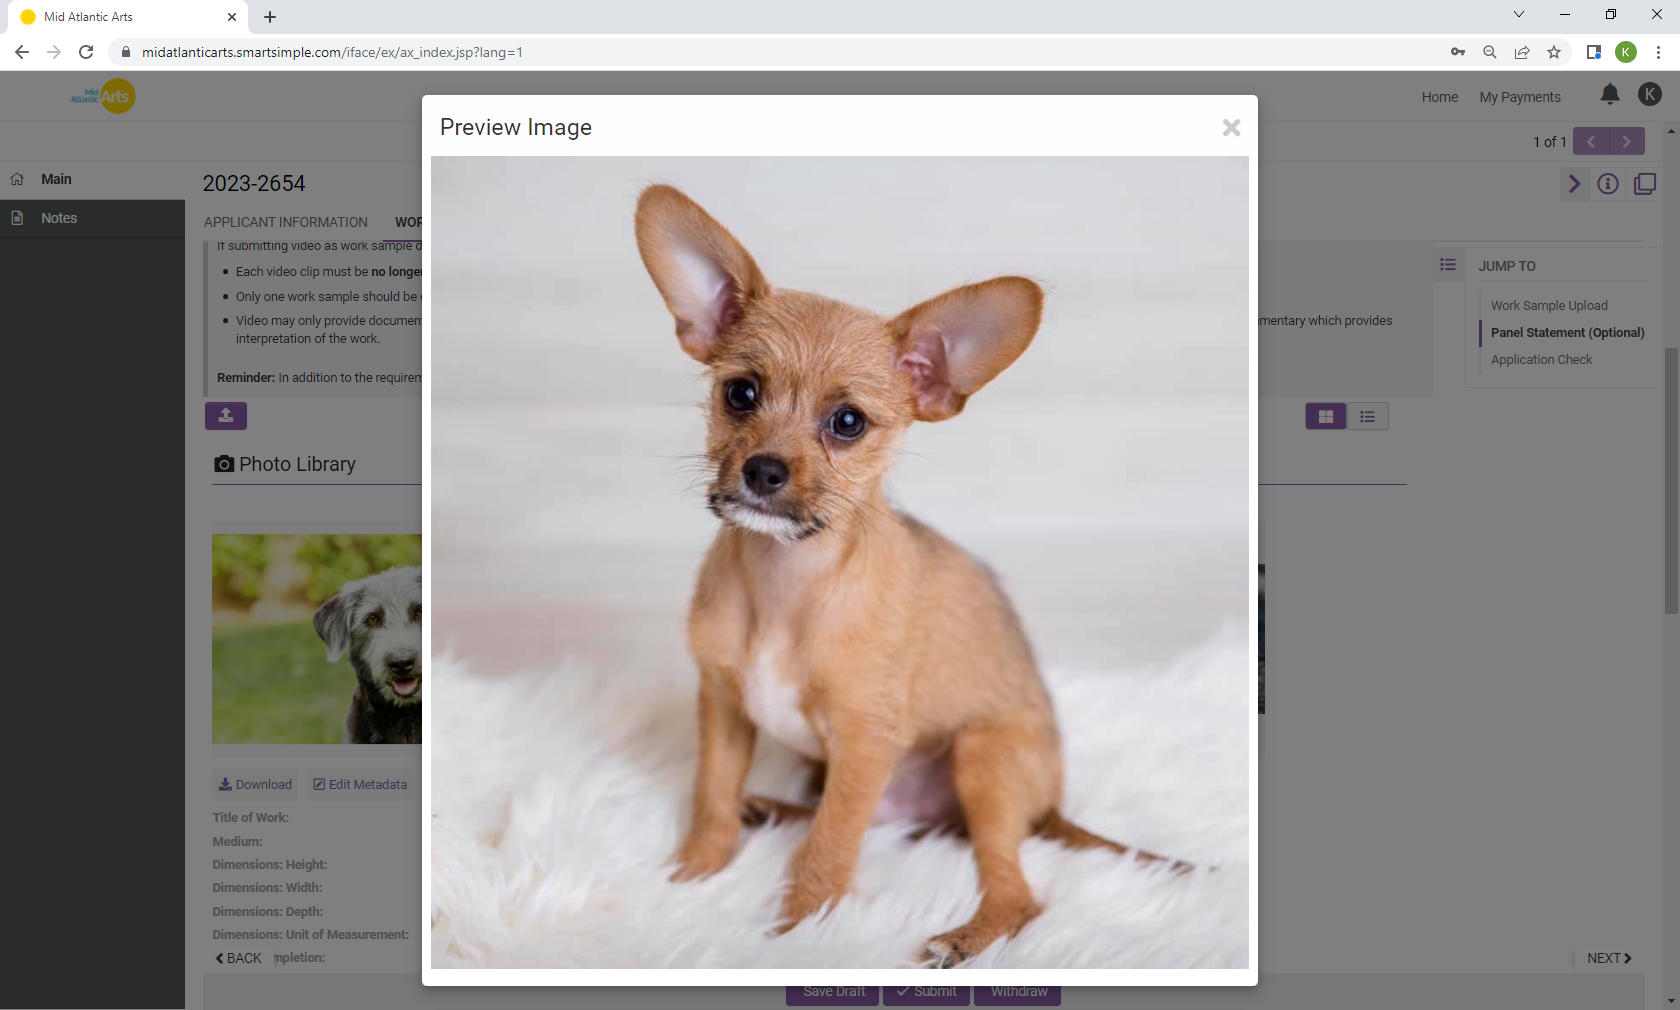 Mid Atlantic Arts
midatlanticarts.smartsimple.com/iface/ex/ax_index.jsp?lang=1
K
Mid Atlantic Arts
Home
My Payments
K
Preview Image
1 of 1
Main
Notes
2023-2654
APPLICANT INFORMATION
If submitting video as work sample
Each video clip must be no longer
Only one work sample should be
Video may only provide
which provides
interpretation of the work.
Reminder: In addition to the
JUMP TO
Work Sample Upload
Panel Statement (Optional)
Application Check
Photo Library
Download
Edit Metadata
Title of Work:
Medium:
Dimensions: Height:
Dimensions: Width:
Dimensions: Depth:
Dimensions: Unit of Measurement:
BACK
NEXT
Save Draft
Submit
Withdraw